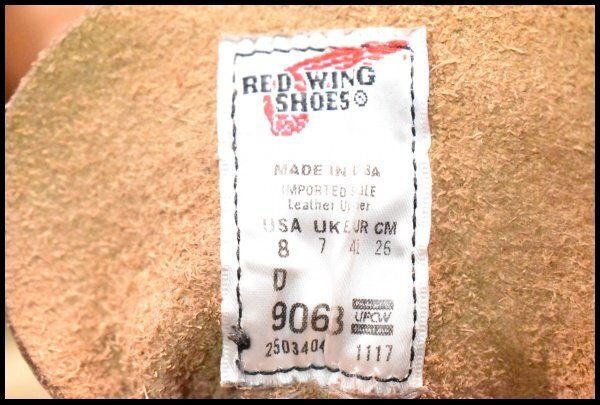 RED WING
SHOES®
MADE IN USA
IMPORTED SOLE
Leather Upper
USA UK EUR CM
8 7 41 26
D
9063 UFCW
2503404 1117